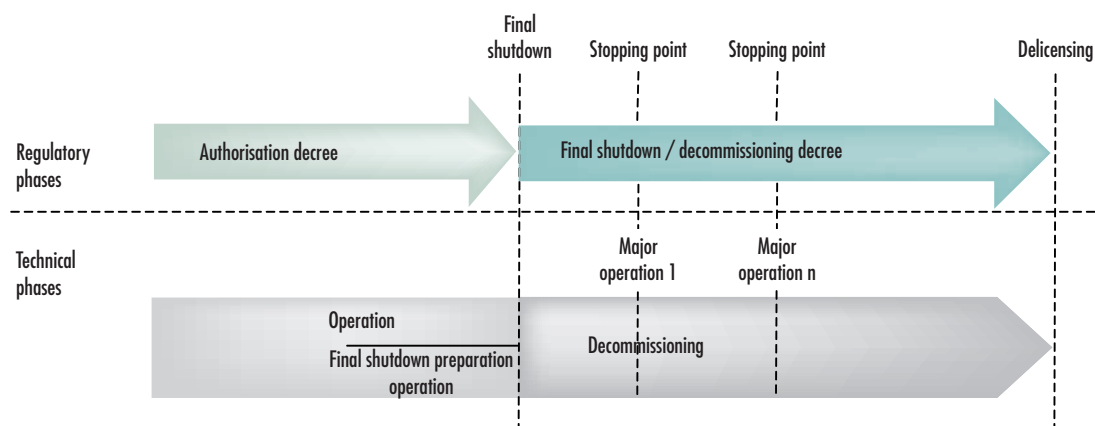 Final
shutdown
Stopping point
Stopping point
Delicensing
Regulatory
phases
Authorisation decree
Final shutdown / decommissioning decree
Technical
phases
Major
operation 1
Major
operation n
Operation
Final shutdown preparation
operation
Decommissioning